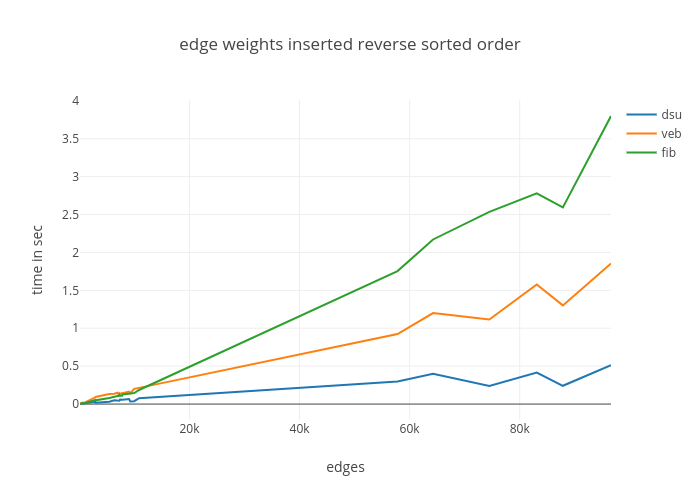 edge weights inserted reverse sorted order
dsu
veb
fib
4
3.5
3
2.5
2
1.5
1
0.5
0
time in sec
20k
40k
60k
80k
edges